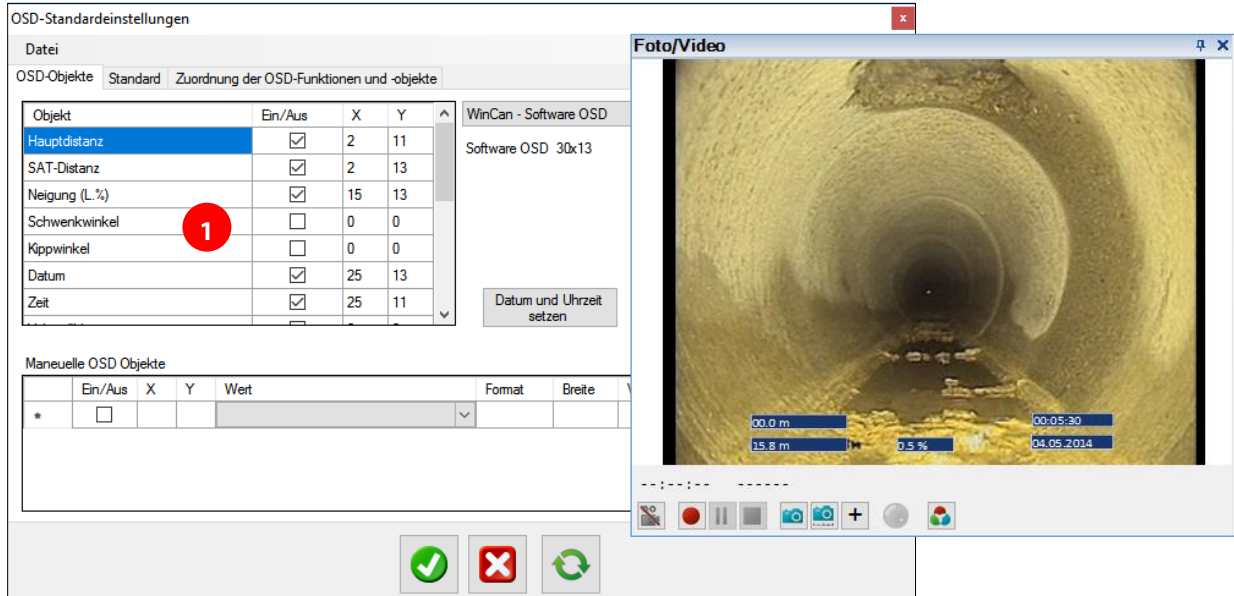 OSD-Standardeinstellungen
x
Datei
OSD-Objekte Standard Zuordnung der OSD-Funktionen und -objekte
Objekt Ein/Aus X Y
Hauptdistanz 2 11
SAT-Distanz 2 13
Neigung (L.%) 15 13
Schwenkwinkel 0 0
Kippwinkel 0 0
Datum 25 13
Zeit 25 11
1
WinCan - Software OSD
Software OSD 30x13
Datum und Uhrzeit
setzen
Maneuelle OSD Objekte
Ein/Aus X Y Wert Format Breite
*
Foto/Video
00.0 m 00:05:30
15.8 m 0.5 % 04.05.2014
--:--:-- ------